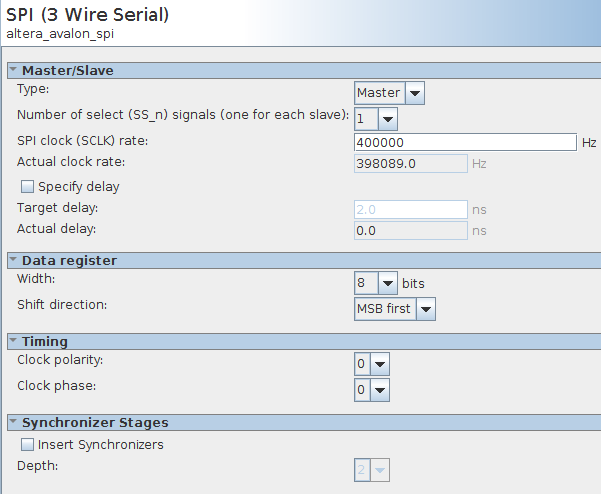 SPI (3 Wire Serial)
altera_avalon_spi
Master/Slave
Type: Master
Number of select (SS_n) signals (one for each slave): 1
SPI clock (SCLK) rate: 400000 Hz
Actual clock rate: 398089.0 Hz
Specify delay
Target delay: 2.0 ns
Actual delay: 0.0 ns
Data register
Width: 8 bits
Shift direction: MSB first
Timing
Clock polarity: 0
Clock phase: 0
Synchronizer Stages
Insert Synchronizers
Depth: 2